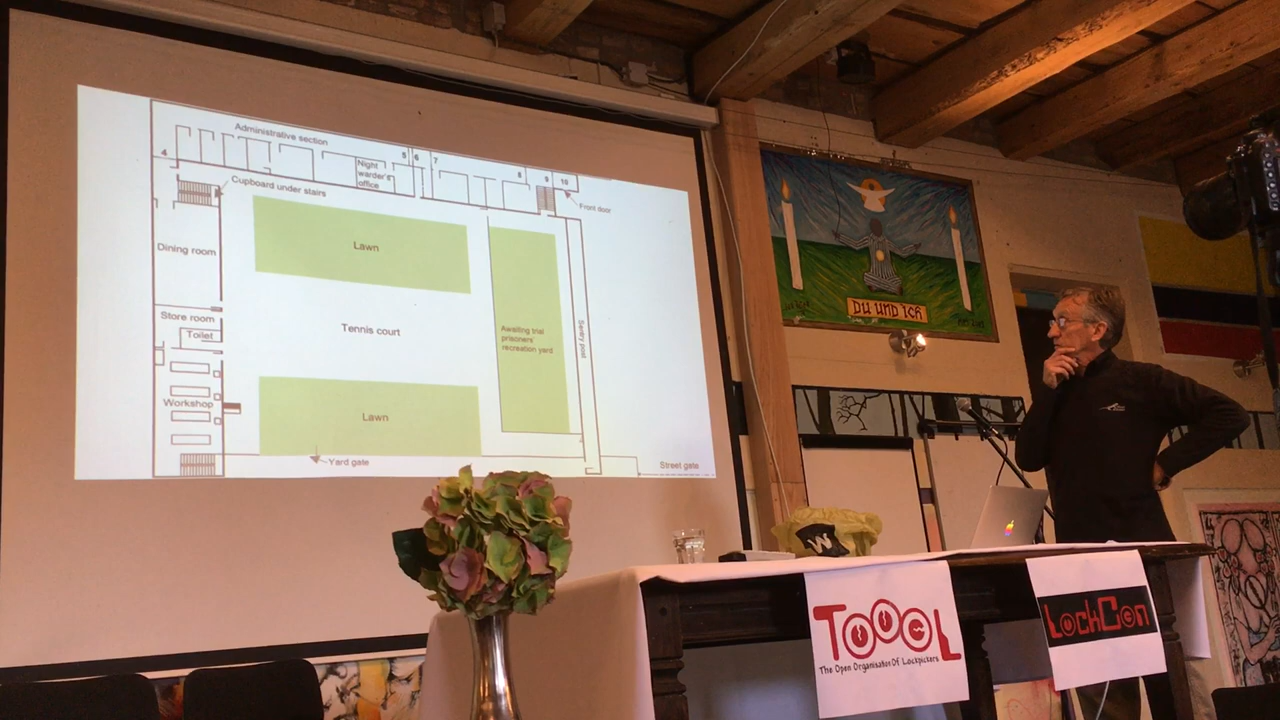 Administrative section
4
5
6
7
8
9
10
Night
warder's
office
Cupboard under stairs
Front door
Dining room
Lawn
Store room
Toilet
Tennis court
Awaiting trial
prisoners'
recreation yard
Sentry post
Workshop
Lawn
Yard gate
Street gate
DU UND ICH
W
TOOOL
The Open Organisation Of Lockpickers
LockCon